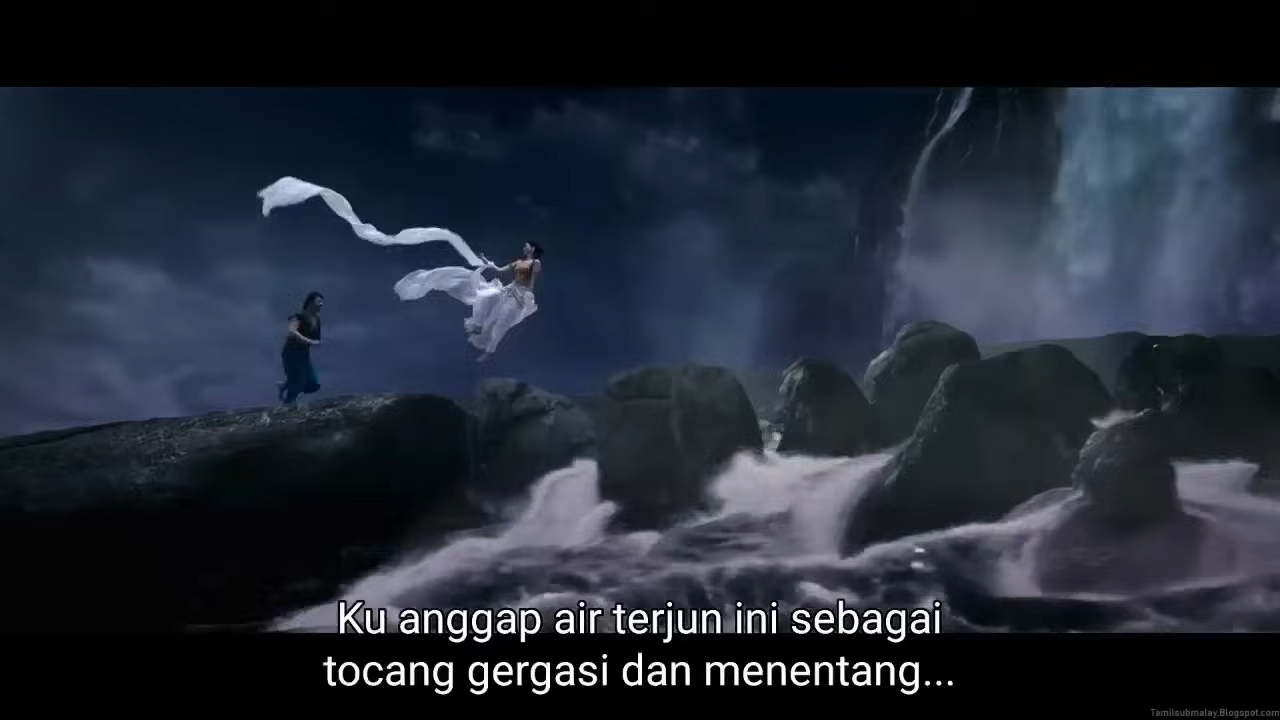 Ku anggap air terjun ini sebagai
tocang gergasi dan menentang...
Tamilsubmalay.Blogspot.com